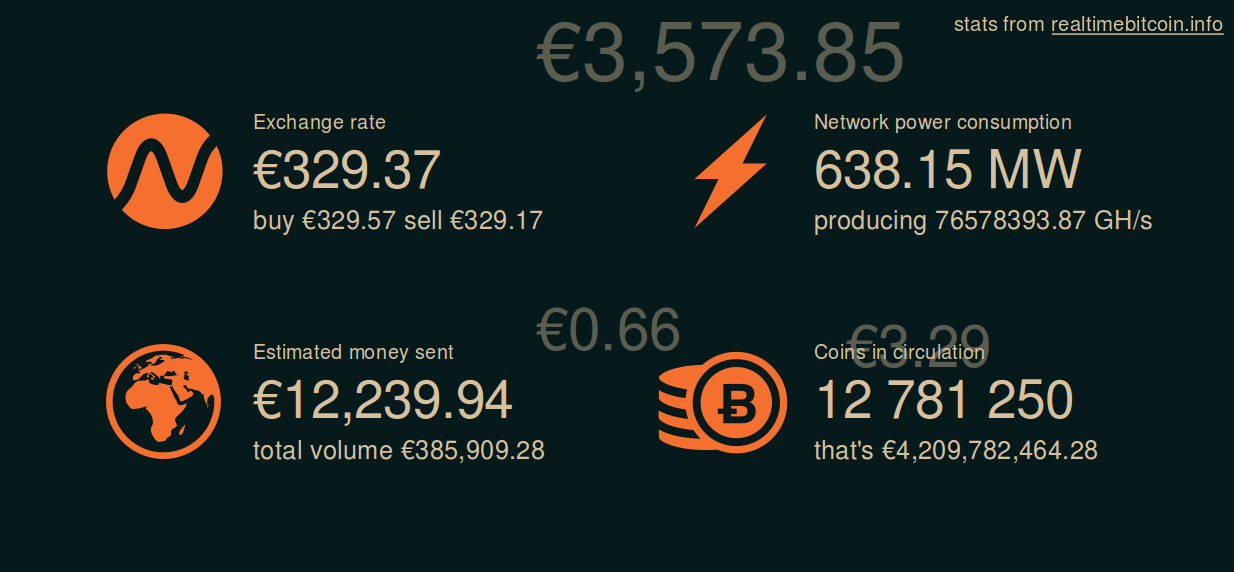 €3,573.85
stats from realtimebitcoin.info
Exchange rate
€329.37
buy €329.57 sell €329.17
Network power consumption
638.15 MW
producing 76578393.87 GH/s
€0.66
€3.29
Estimated money sent
€12,239.94
total volume €385,909.28
Coins in circulation
12 781 250
that's €4,209,782,464.28